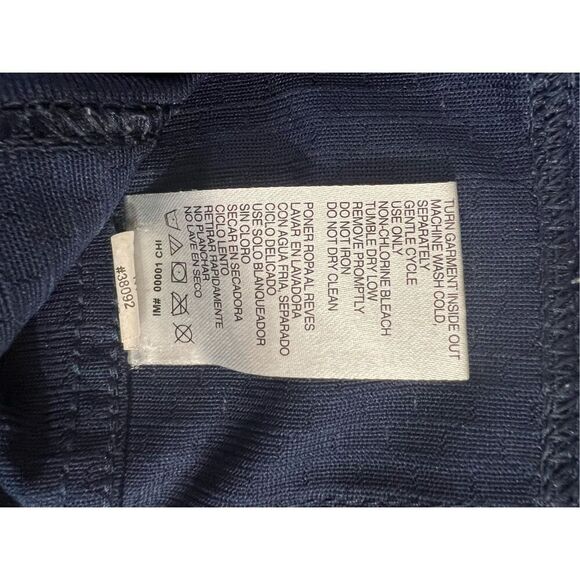 TURN GARMENT INSIDE OUT
MACHINE WASH COLD,
SEPARATELY
GENTLE CYCLE
USE ONLY
NON-CHLORINE BLEACH
TUMBLE DRY LOW
REMOVE PROMPTLY
DO NOT IRON
DO NOT DRY CLEAN
PONER ROPA AL REVES
LAVAR EN LAVADORA
CON AGUA FRIA, SEPARADO
CICLO DELICADO
USE SOLO BLANQUEADOR
SIN CLORO
SECAR EN SECADORA
CICLO LENTO
RETIRAR RAPIDAMENTE
NO PLANCHAR
NO LAVE EN SECO
IM# 00001 CHI
#38092